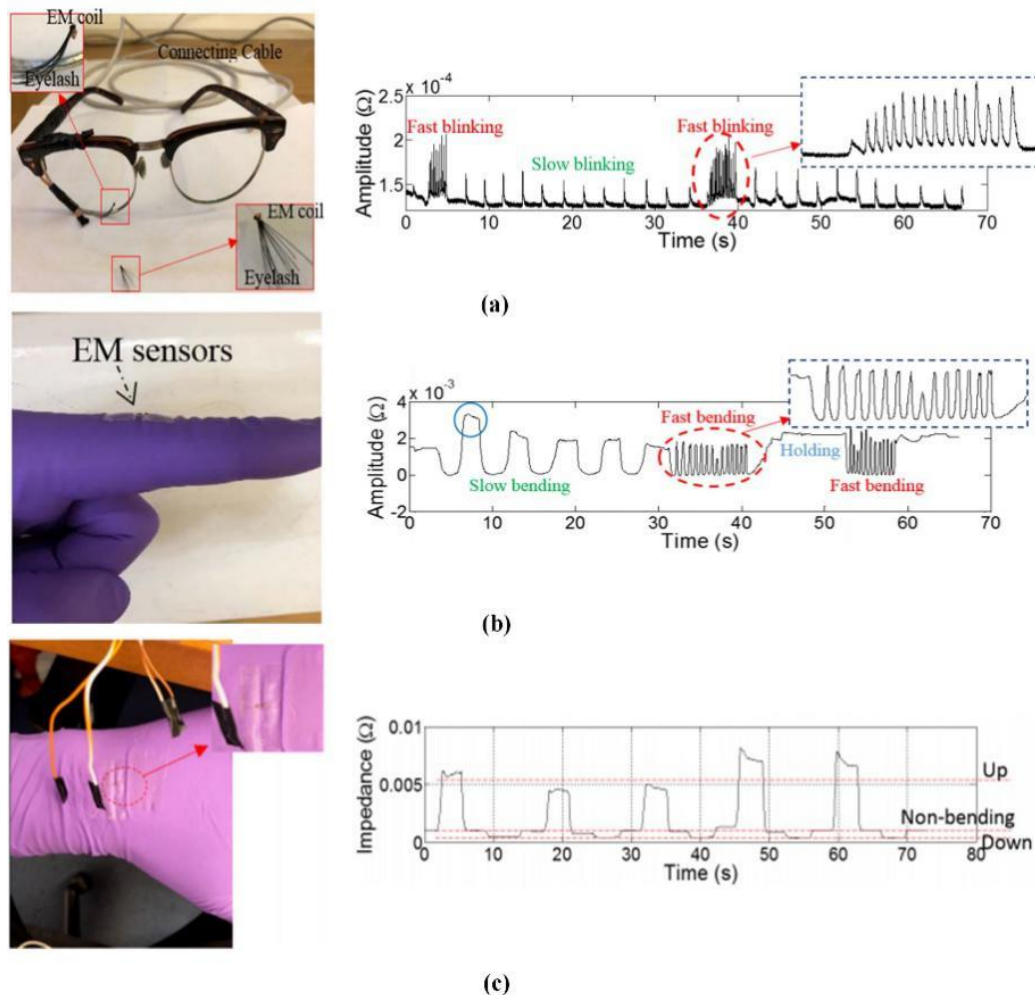 EM coil
Eyelash
Connecting Cable
EM coil
Eyelash
× 10⁻⁴
2.5
2
1.5
Amplitude (Ω)
Fast blinking
Slow blinking
Fast blinking
0 10 20 30 40 50 60 70
Time (s)
(a)
EM sensors
× 10⁻³
4
2
0
-2
Amplitude (Ω)
Slow bending
Fast bending
Holding
Fast bending
0 10 20 30 40 50 60 70
Time (s)
(b)
0.01
0.005
0
Impedance (Ω)
Up
Non-bending
Down
0 10 20 30 40 50 60 70 80
Time (s)
(c)